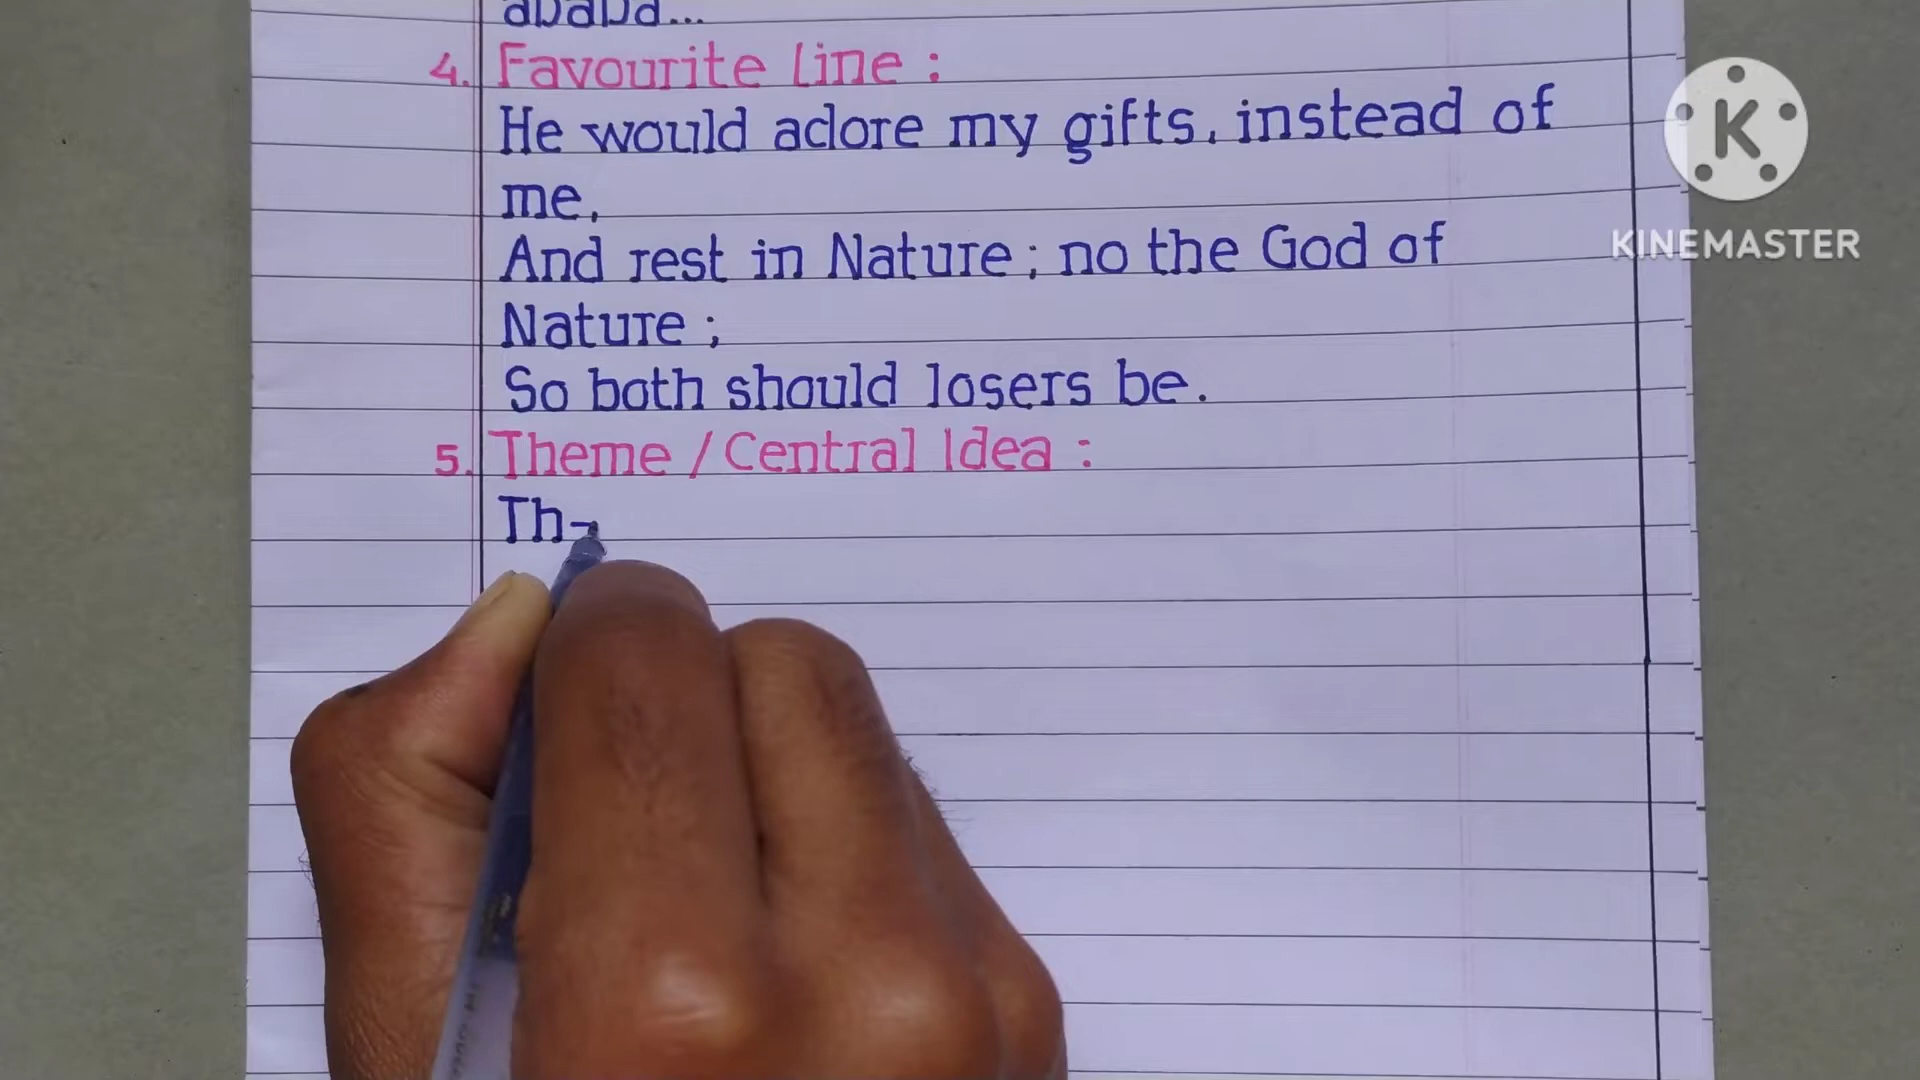 ababa...
4. Favourite line :
He would adore my gifts, instead of
me,
And rest in Nature ; no the God of
Nature ;
So both should losers be.
5. Theme / Central Idea :
Th
K
KINEMASTER